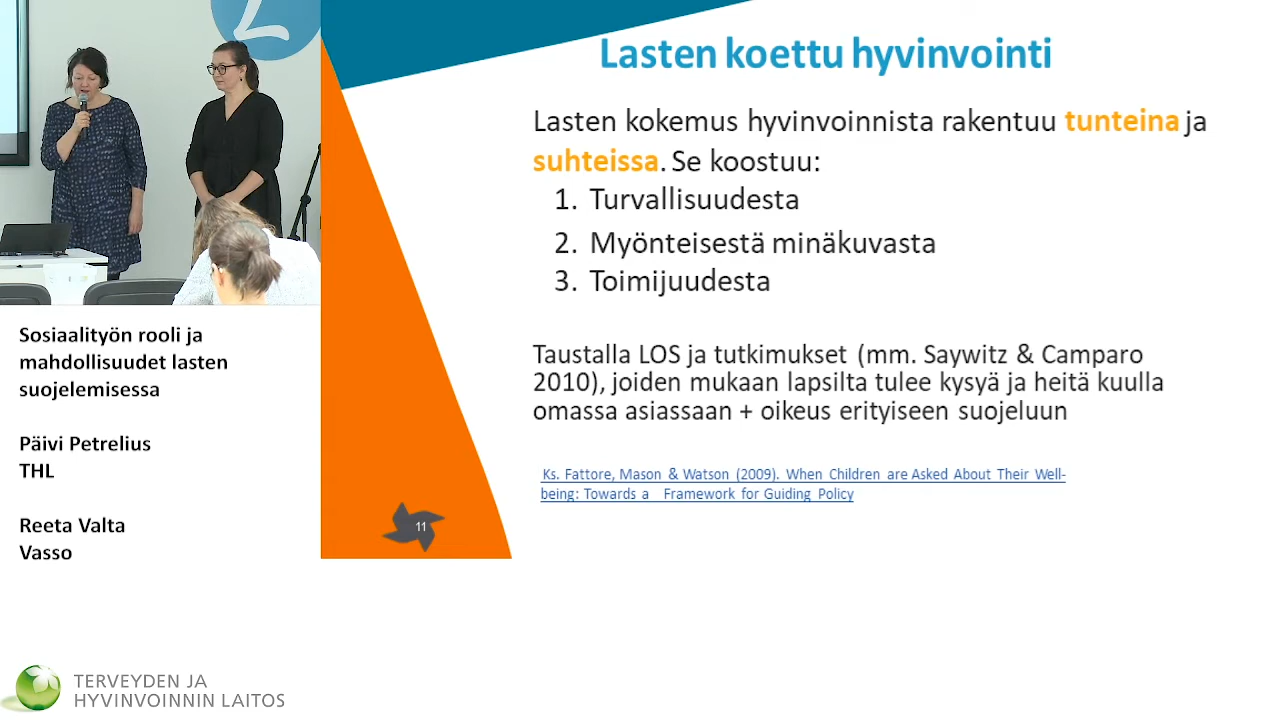 Lasten koettu hyvinvointi
Lasten kokemus hyvinvoinnista rakentuu tunteina ja
suhteissa. Se koostuu:
1. Turvallisuudesta
2. Myönteisestä minäkuvasta
3. Toimijuudesta
Taustalla LOS ja tutkimukset (mm. Saywitz & Camparo
2010), joiden mukaan lapsilta tulee kysyä ja heitä kuulla
omassa asiassaan + oikeus erityiseen suojeluun
Ks. Fattore, Mason & Watson (2009). When Children are Asked About Their Well-
being: Towards a Framework for Guiding Policy
11
Sosiaalityön rooli ja
mahdollisuudet lasten
suojelemisessa
Päivi Petrelius
THL
Reeta Valta
Vasso
TERVEYDEN JA
HYVINVOINNIN LAITOS